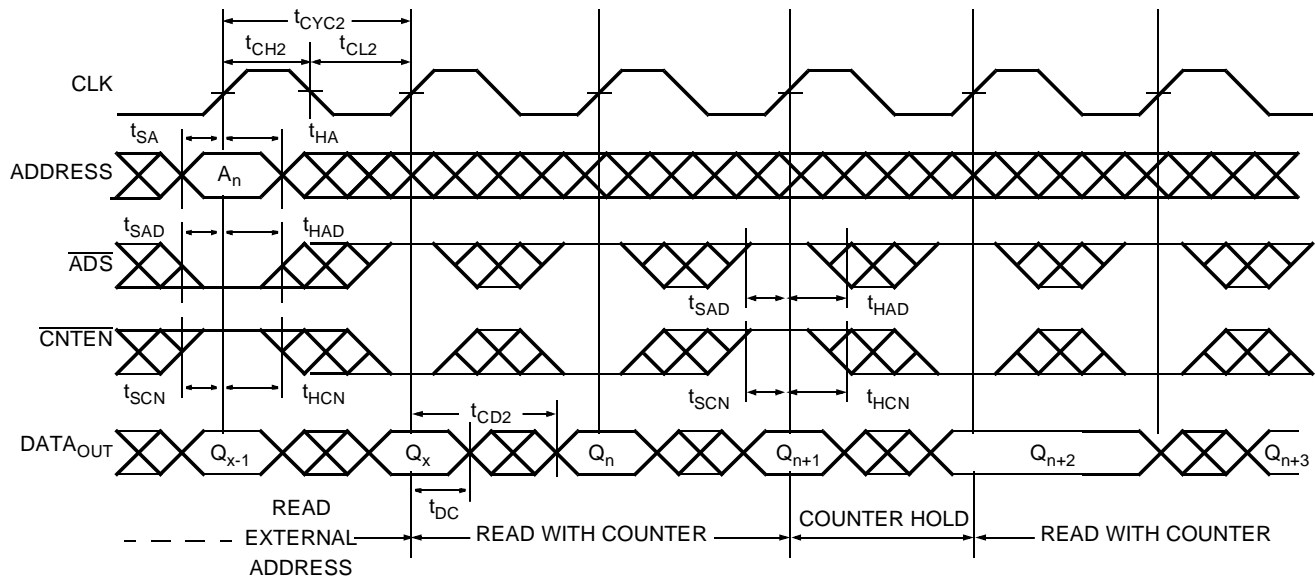 tCYC2
tCH2 tCL2
CLK
tSA tHA
ADDRESS An
tSAD tHAD
ADS
tSAD tHAD
CNTEN
tSCN tHCN tSCN tHCN
tCD2
DATAOUT Qx-1 Qx Qn Qn+1 Qn+2 Qn+3
tDC
READ EXTERNAL ADDRESS
READ WITH COUNTER
COUNTER HOLD
READ WITH COUNTER